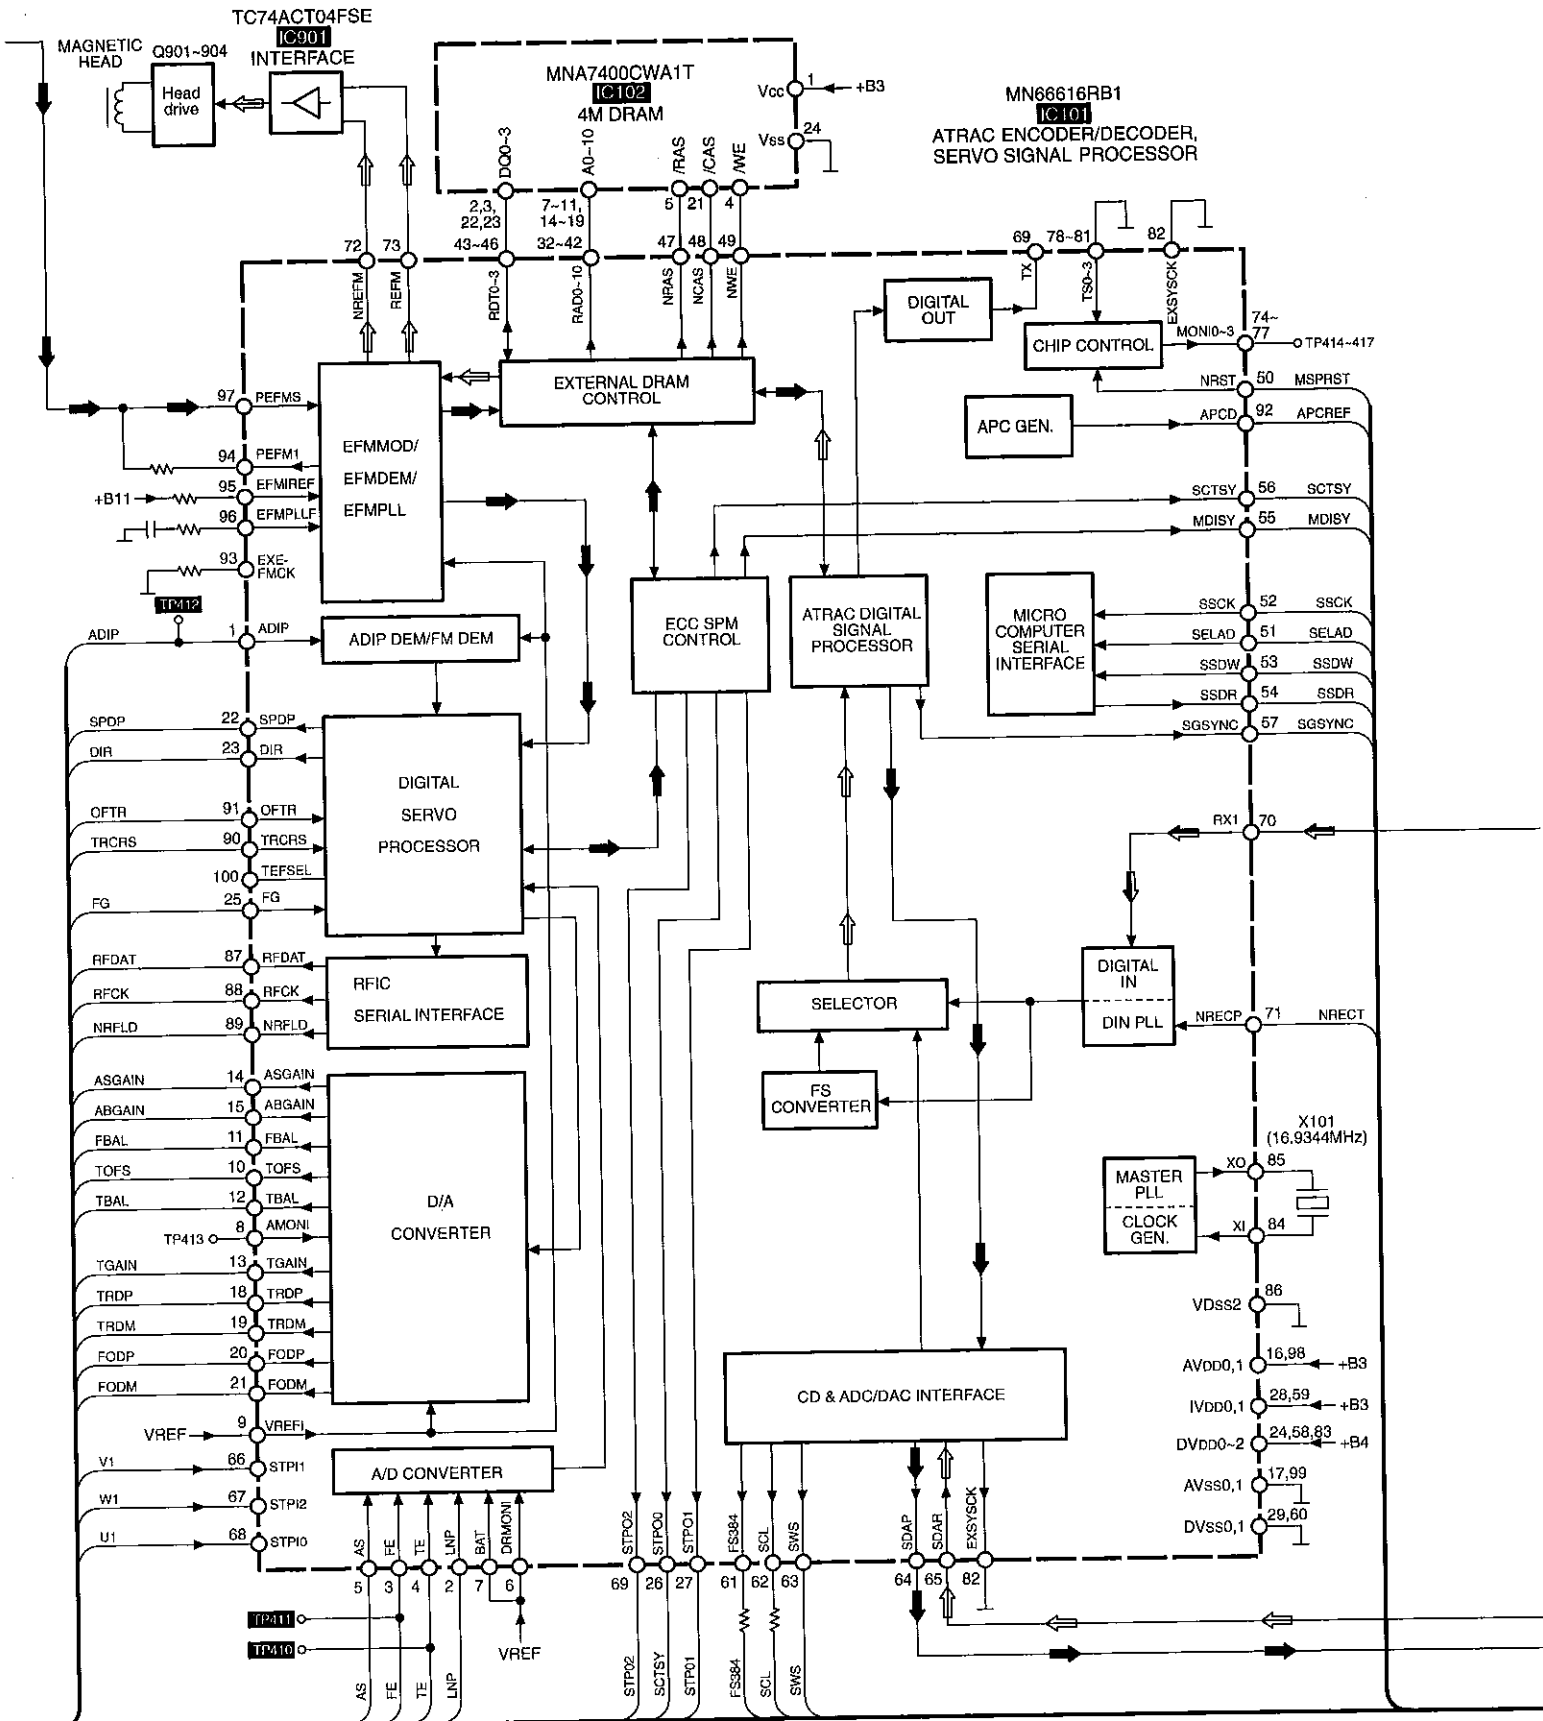 TC74ACT04FSE
IC901
INTERFACE
MAGNETIC
HEAD
Q901~904
Head
drive
MNA7400CWA1T
IC102
4M DRAM
Vcc
1
+B3
Vss
24
DQ0~3
A0~10
/RAS
/CAS
/WE
2,3,
22,23
7~11,
14~19
5
21
4
MN66616RB1
IC101
ATRAC ENCODER/DECODER,
SERVO SIGNAL PROCESSOR
72
73
43~46
32~42
47
48
49
69
78~81
82
NREFM
REFM
RDT0~3
RAD0~10
NRAS
NCAS
NWE
TX
TS0~3
EXSYSCK
DIGITAL
OUT
CHIP CONTROL
MONI0~3
74~
77
TP414~417
NRST
50
MSPRST
APC GEN.
APCD
92
APCREF
EXTERNAL DRAM
CONTROL
97
PEFMS
94
PEFM1
+B11
95
EFMIREF
96
EFMPLLF
93
EXE-
FMCK
EFMMOD/
EFMDEM/
EFMPLL
SCTSY
56
SCTSY
MDISY
55
MDISY
TP412
ADIP
1
ADIP
ADIP DEM/FM DEM
ECC SPM
CONTROL
ATRAC DIGITAL
SIGNAL
PROCESSOR
MICRO
COMPUTER
SERIAL
INTERFACE
SSCK
52
SSCK
SELAD
51
SELAD
SSDW
53
SSDW
SSDR
54
SSDR
SGSYNC
57
SGSYNC
SPDP
22
SPDP
DIR
23
DIR
OFTR
91
OFTR
TRCRS
90
TRCRS
100
TEFSEL
FG
25
FG
DIGITAL
SERVO
PROCESSOR
RX1
70
RFDAT
87
RFDAT
RFCK
88
RFCK
NRFLD
89
NRFLD
RFIC
SERIAL INTERFACE
SELECTOR
DIGITAL
IN
DIN PLL
NRECP
71
NRECT
FS
CONVERTER
ASGAIN
14
ASGAIN
ABGAIN
15
ABGAIN
FBAL
11
FBAL
TOFS
10
TOFS
TBAL
12
TBAL
TP413
8
AMONI
TGAIN
13
TGAIN
TRDP
18
TRDP
TRDM
19
TRDM
FODP
20
FODP
FODM
21
FODM
D/A
CONVERTER
X101
(16.9344MHz)
MASTER
PLL
CLOCK
GEN.
XO
85
XI
84
VDSS2
86
AVDD0,1
16,98
+B3
IVDD0,1
28,59
+B3
DVDD0~2
24,58,83
+B4
AVSS0,1
17,99
DVSS0,1
29,60
CD & ADC/DAC INTERFACE
VREF
9
VREFI
V1
66
STPI1
W1
67
STPI2
U1
68
STPI0
A/D CONVERTER
AS
FE
TE
LNP
BAT
DRMONI
STPO2
STPO0
STPO1
FS384
SCL
SWS
SDAP
SDAR
EXSYSCK
5
3
4
2
7
6
69
26
27
61
62
63
64
65
82
TP411
TP410
VREF
AS
FE
TE
LNP
STP02
SCTSY
STP01
FS384
SCL
SWS